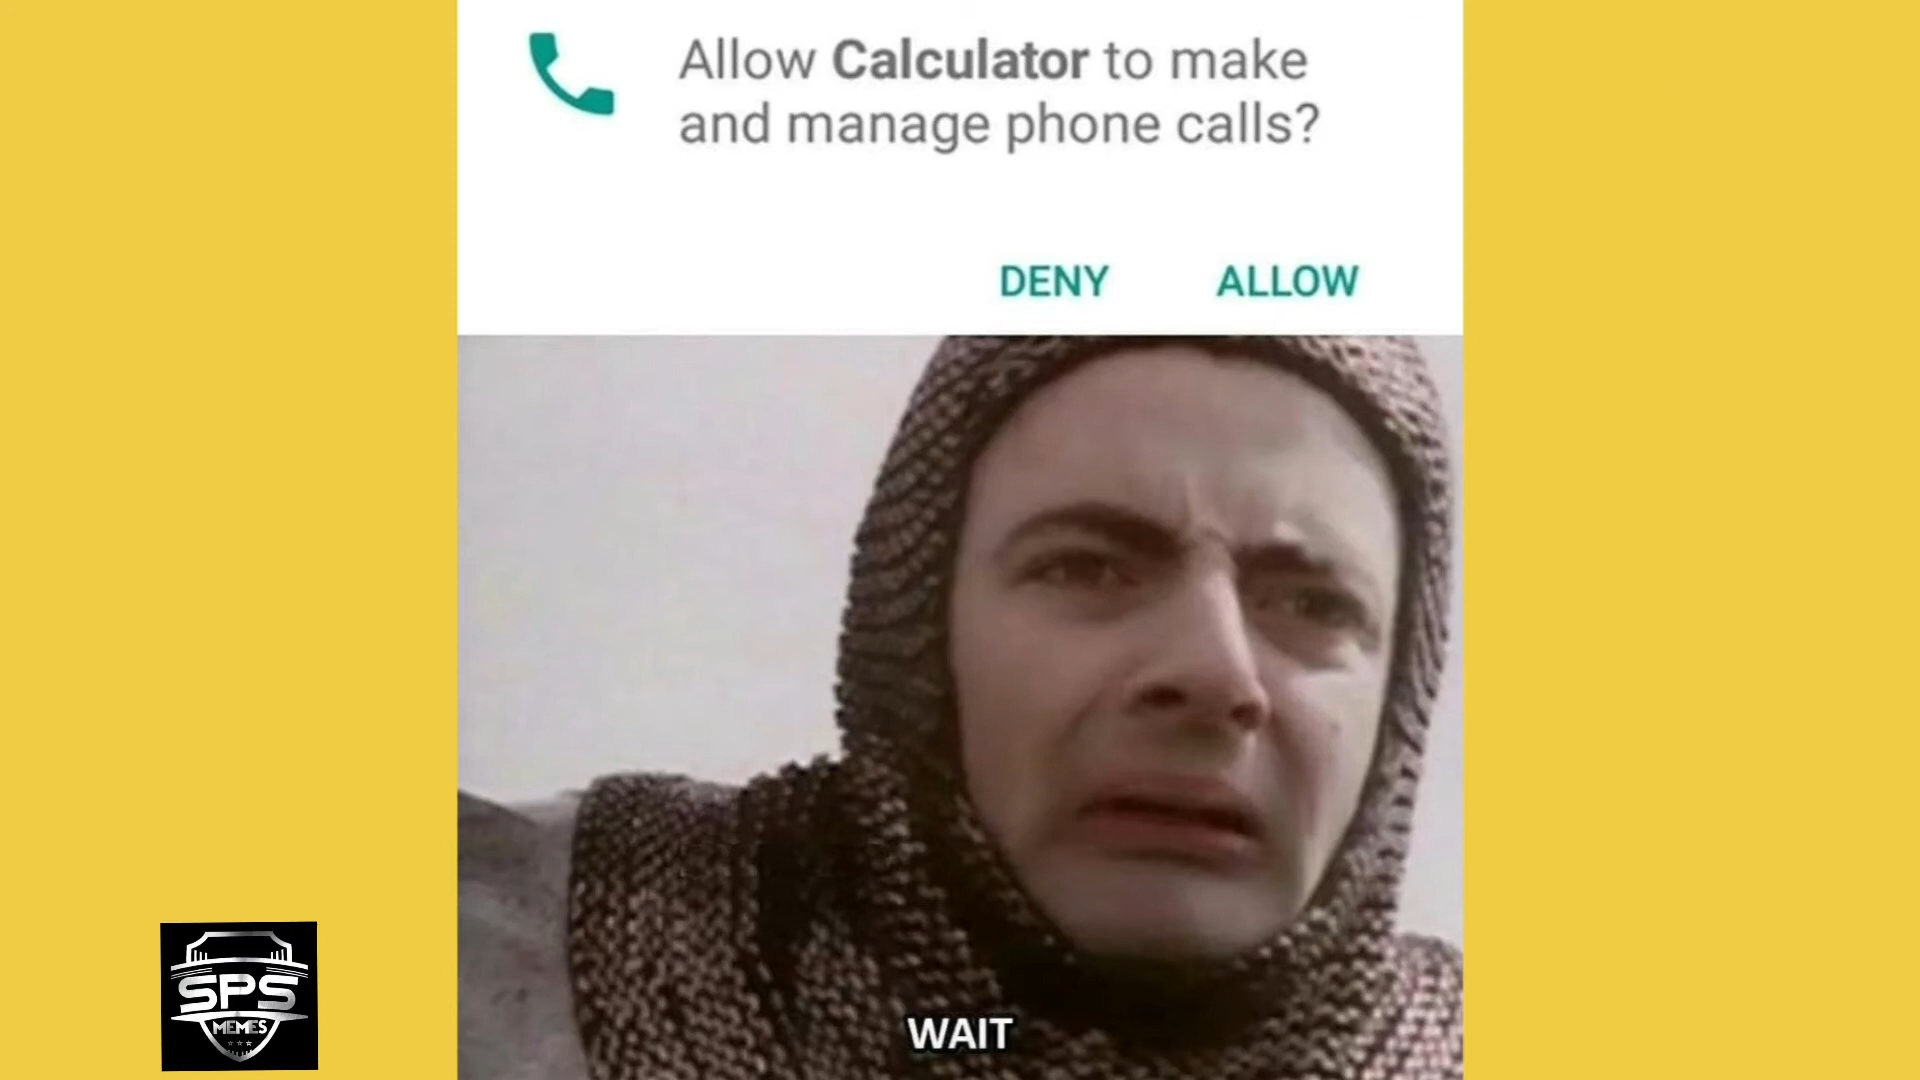 Allow Calculator to make
and manage phone calls?
DENY ALLOW
WAIT
SPS
MEMES